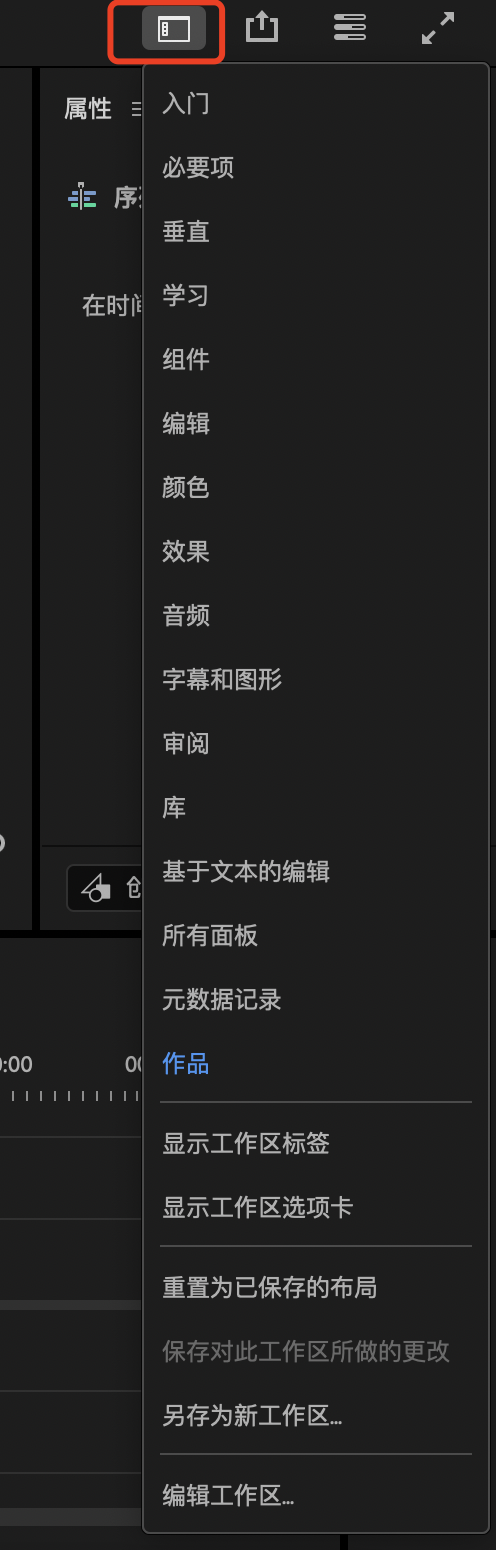 属性
入门
必要项
序
垂直
学习
在时间
组件
编辑
颜色
效果
音频
字幕和图形
审阅
库
基于文本的编辑
所有面板
元数据记录
:00
00
作品
显示工作区标签
显示工作区选项卡
重置为已保存的布局
保存对此工作区所做的更改
另存为新工作区...
编辑工作区...